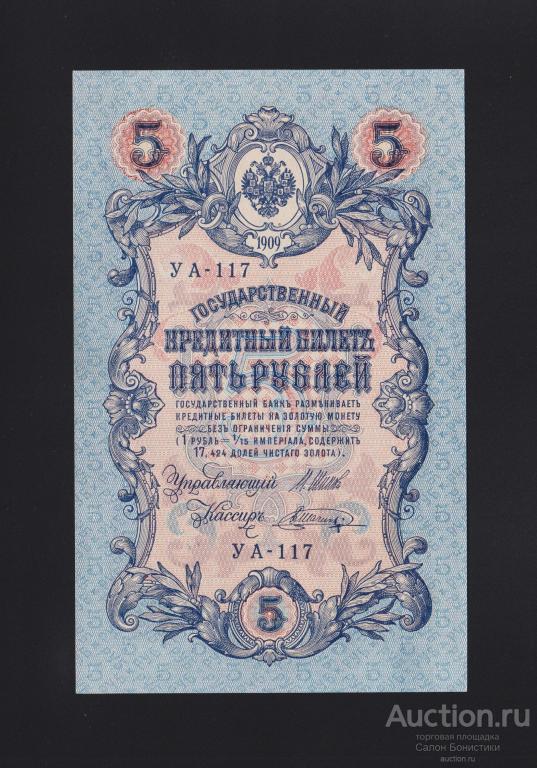 5 5
1909
УА-117
ГОСУДАРСТВЕННЫЙ
КРЕДИТНЫЙ БИЛЕТЪ
ПЯТЬ РУБЛЕЙ
ГОСУДАРСТВЕННЫЙ БАНКЪ РАЗМѢНИВАЕТЪ
КРЕДИТНЫЕ БИЛЕТЫ НА ЗОЛОТУЮ МОНЕТУ
БЕЗЪ ОГРАНИЧЕНІЯ СУММЫ
(1 РУБЛЬ = 1/15 ИМПЕРІАЛА, СОДЕРЖИТЪ
17,424 ДОЛЕЙ ЧИСТАГО ЗОЛОТА).
Управляющій
Кассиръ
УА-117
5
Auction.ru
торговая площадка
Салон Бонистики
auction.ru